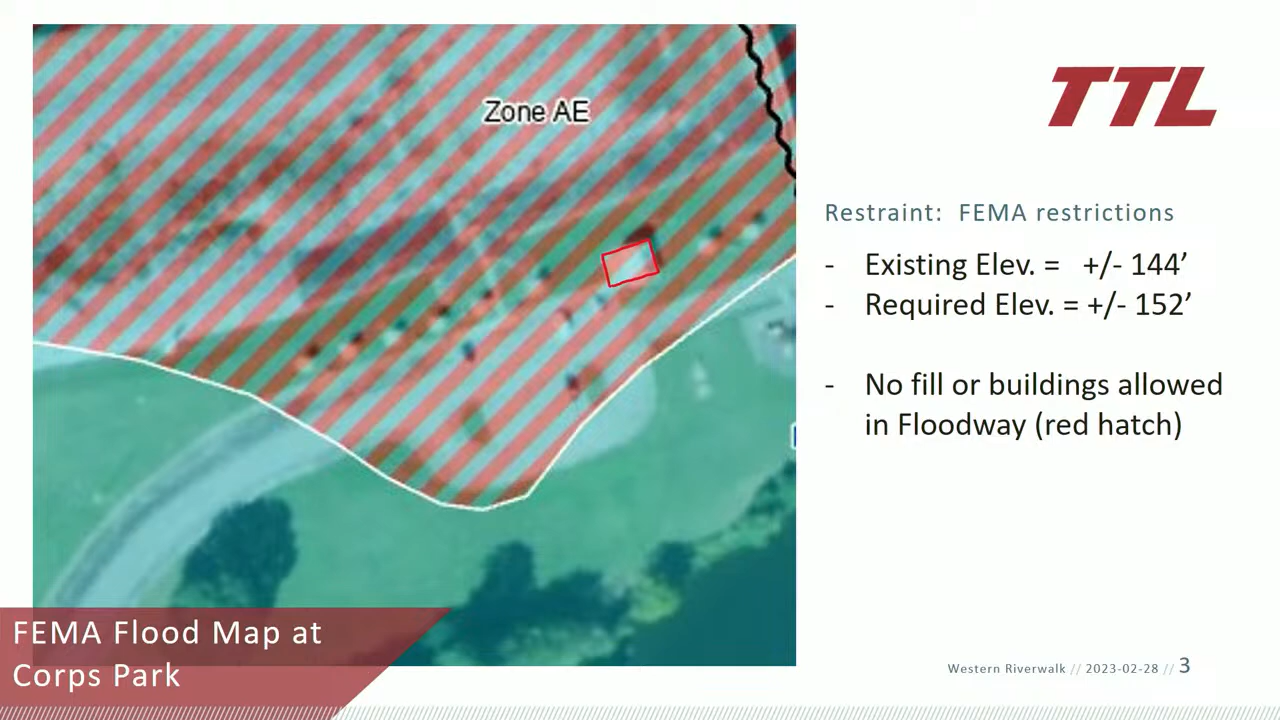 Zone AE
TTL
Restraint: FEMA restrictions
- Existing Elev. = +/- 144’
- Required Elev. = +/- 152’
- No fill or buildings allowed
in Floodway (red hatch)
FEMA Flood Map at
Corps Park
Western Riverwalk // 2023-02-28 // 3